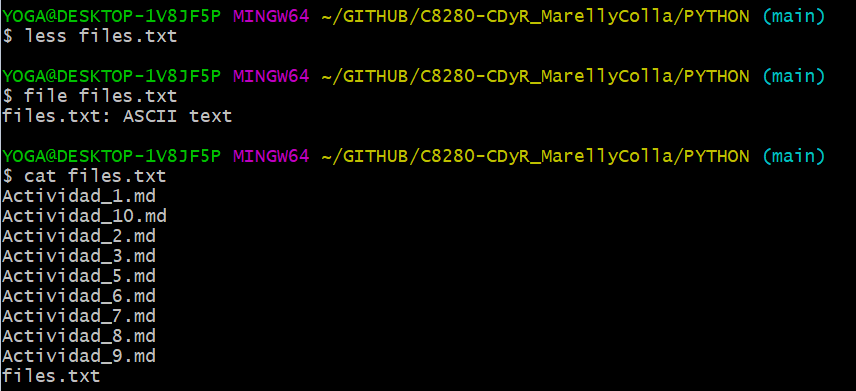 YOGA@DESKTOP-1V8JF5P MINGW64 ~/GITHUB/C8280-CDyR_MarellyColla/PYTHON (main)
$ less files.txt
YOGA@DESKTOP-1V8JF5P MINGW64 ~/GITHUB/C8280-CDyR_MarellyColla/PYTHON (main)
$ file files.txt
files.txt: ASCII text
YOGA@DESKTOP-1V8JF5P MINGW64 ~/GITHUB/C8280-CDyR_MarellyColla/PYTHON (main)
$ cat files.txt
Actividad_1.md
Actividad_10.md
Actividad_2.md
Actividad_3.md
Actividad_5.md
Actividad_6.md
Actividad_7.md
Actividad_8.md
Actividad_9.md
files.txt